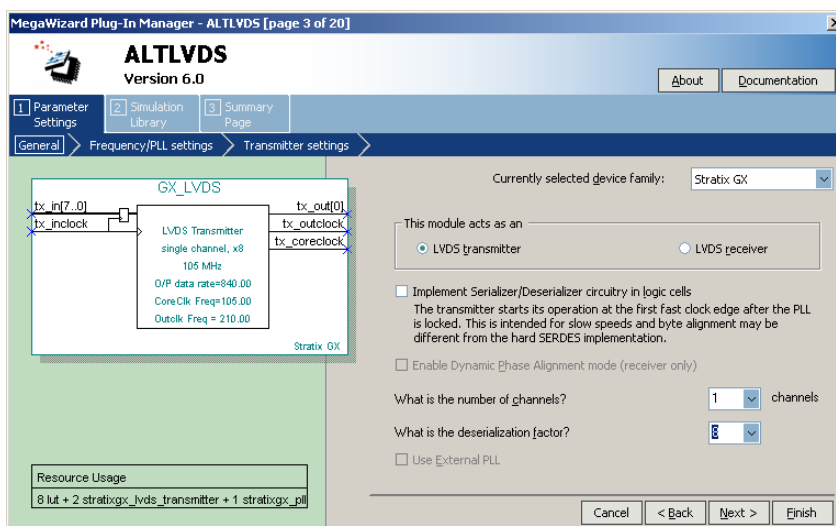 MegaWizard Plug-In Manager - ALTLVDS [page 3 of 20]
ALTLVDS
Version 6.0
About
Documentation
1 Parameter Settings
2 Simulation Library
3 Summary Page
General
Frequency/PLL settings
Transmitter settings
GX_LVDS
tx_in[7..0]
tx_inclock
tx_out[0]
tx_outclock
tx_coreclock
LVDS Transmitter
single channel, x8
105 MHz
O/P data rate=840.00
CoreClk Freq=105.00
Outclk Freq = 210.00
Stratix GX
Resource Usage
8 lut + 2 stratixgx_lvds_transmitter + 1 stratixgx_pll
Currently selected device family:
Stratix GX
This module acts as an
LVDS transmitter
LVDS receiver
Implement Serializer/Deserializer circuitry in logic cells
The transmitter starts its operation at the first fast clock edge after the PLL
is locked. This is intended for slow speeds and byte alignment may be
different from the hard SERDES implementation.
Enable Dynamic Phase Alignment mode (receiver only)
What is the number of channels?
1
channels
What is the deserialization factor?
8
Use External PLL
Cancel
< Back
Next >
Finish